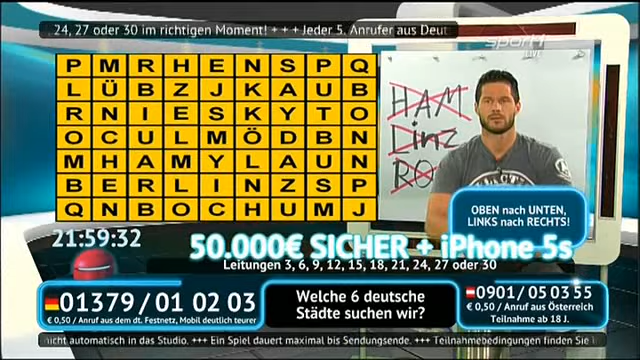 24, 27 oder 30 im richtigen Moment! +++ Jeder 5. Anrufer aus Deut
sport1
LIVE
P M R H E N S P Q
L Ü B Z J K A U B
R N I E S K Y T O
O C U L M Ö D B N
M H A M Y L A U N
B E R L I N Z S P
Q N B O C H U M J
HAM
Linz
RO
OBEN nach UNTEN,
LINKS nach RECHTS!
21:59:32
50.000€ SICHER + iPhone 5s
Leitungen 3, 6, 9, 12, 15, 18, 21, 24, 27 oder 30
01379/01 02 03
€ 0,50 / Anruf aus dem dt. Festnetz, Mobil deutlich teurer
Welche 6 deutsche
Städte suchen wir?
0901/05 03 55
€ 0,50 / Anruf aus Österreich
Teilnahme ab 18 J.
nicht automatisch in das Studio. +++ Ein Spiel dauert maximal bis Sendungsende. +++ Teilnahmebedingungen finden Sie i